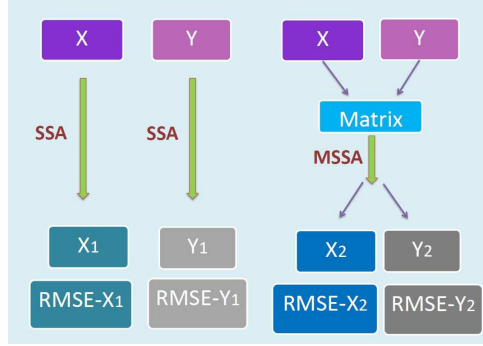 X Y X Y
Matrix
SSA SSA MSSA
X1 Y1 X2 Y2
RMSE-X1 RMSE-Y1 RMSE-X2 RMSE-Y2